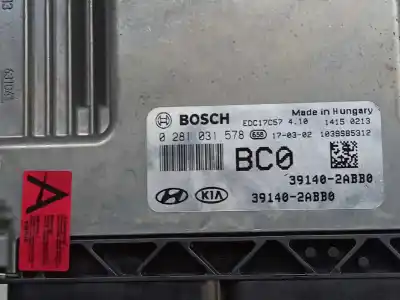 Made in Hungary
BOSCH EDC17C57 4.10 1415 0213
0 281 031 578 658 17-03-02 1039S85312
BC0
39140-2ABB0
KIA 39140-2ABB0
A